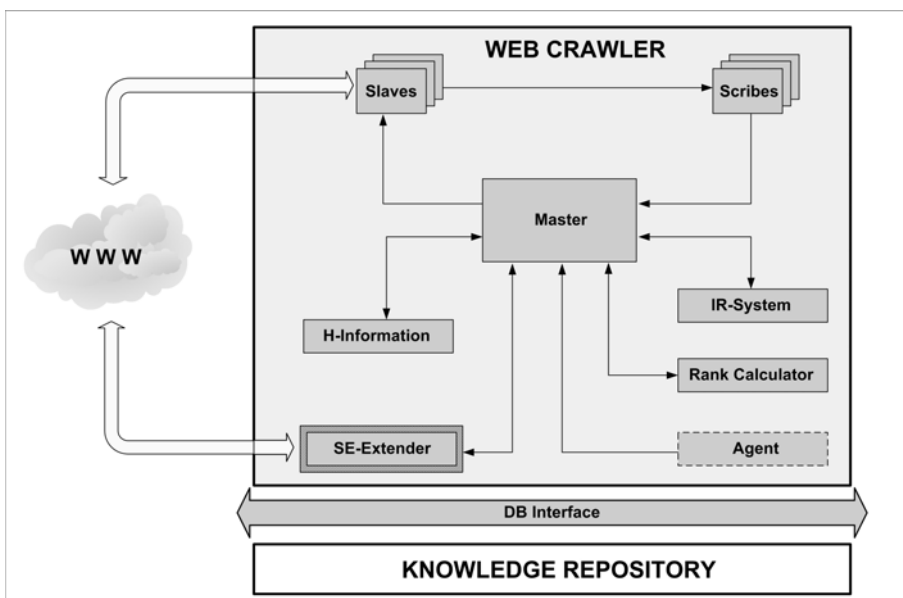 WEB CRAWLER
Slaves
Scribes
Master
W W W
IR-System
H-Information
Rank Calculator
SE-Extender
Agent
DB Interface
KNOWLEDGE REPOSITORY